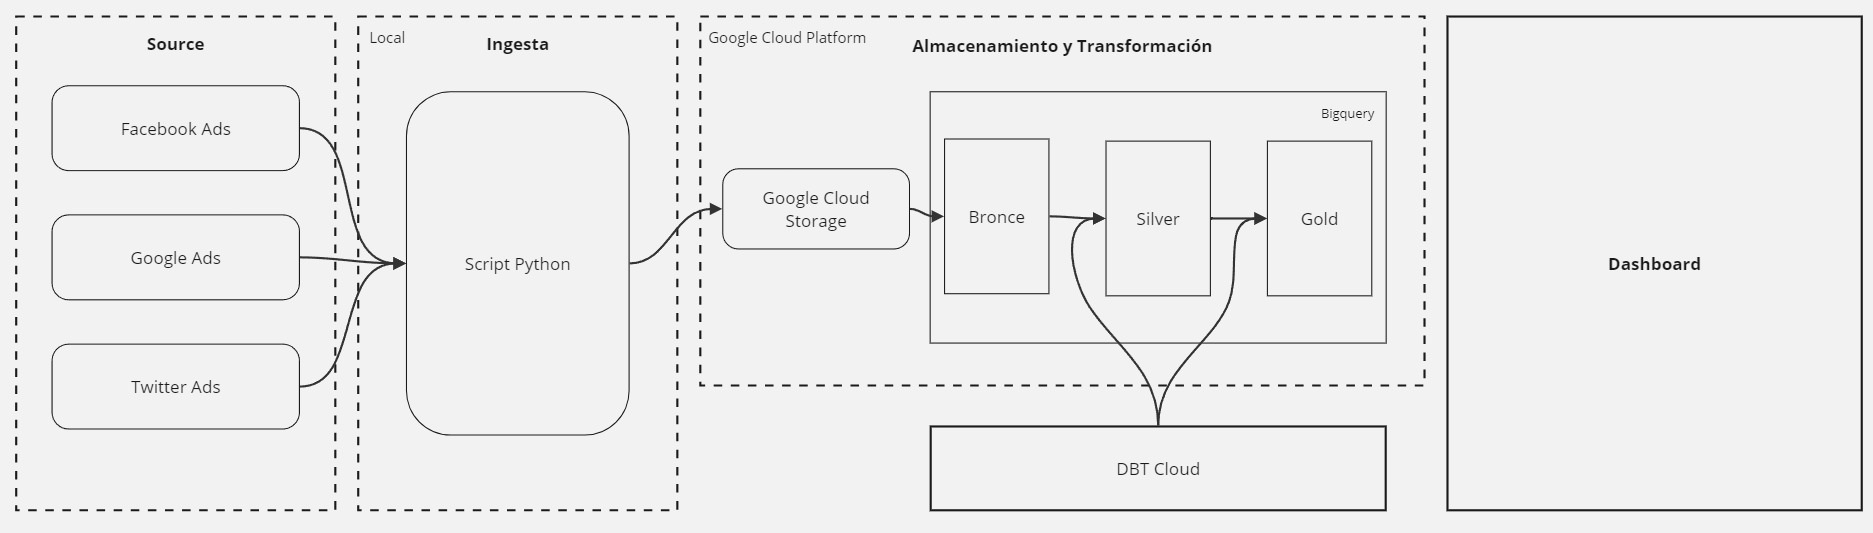 Source
Facebook Ads
Google Ads
Twitter Ads
Local
Ingesta
Script Python
Google Cloud Platform
Almacenamiento y Transformación
Google Cloud
Storage
Bigquery
Bronce
Silver
Gold
DBT Cloud
Dashboard